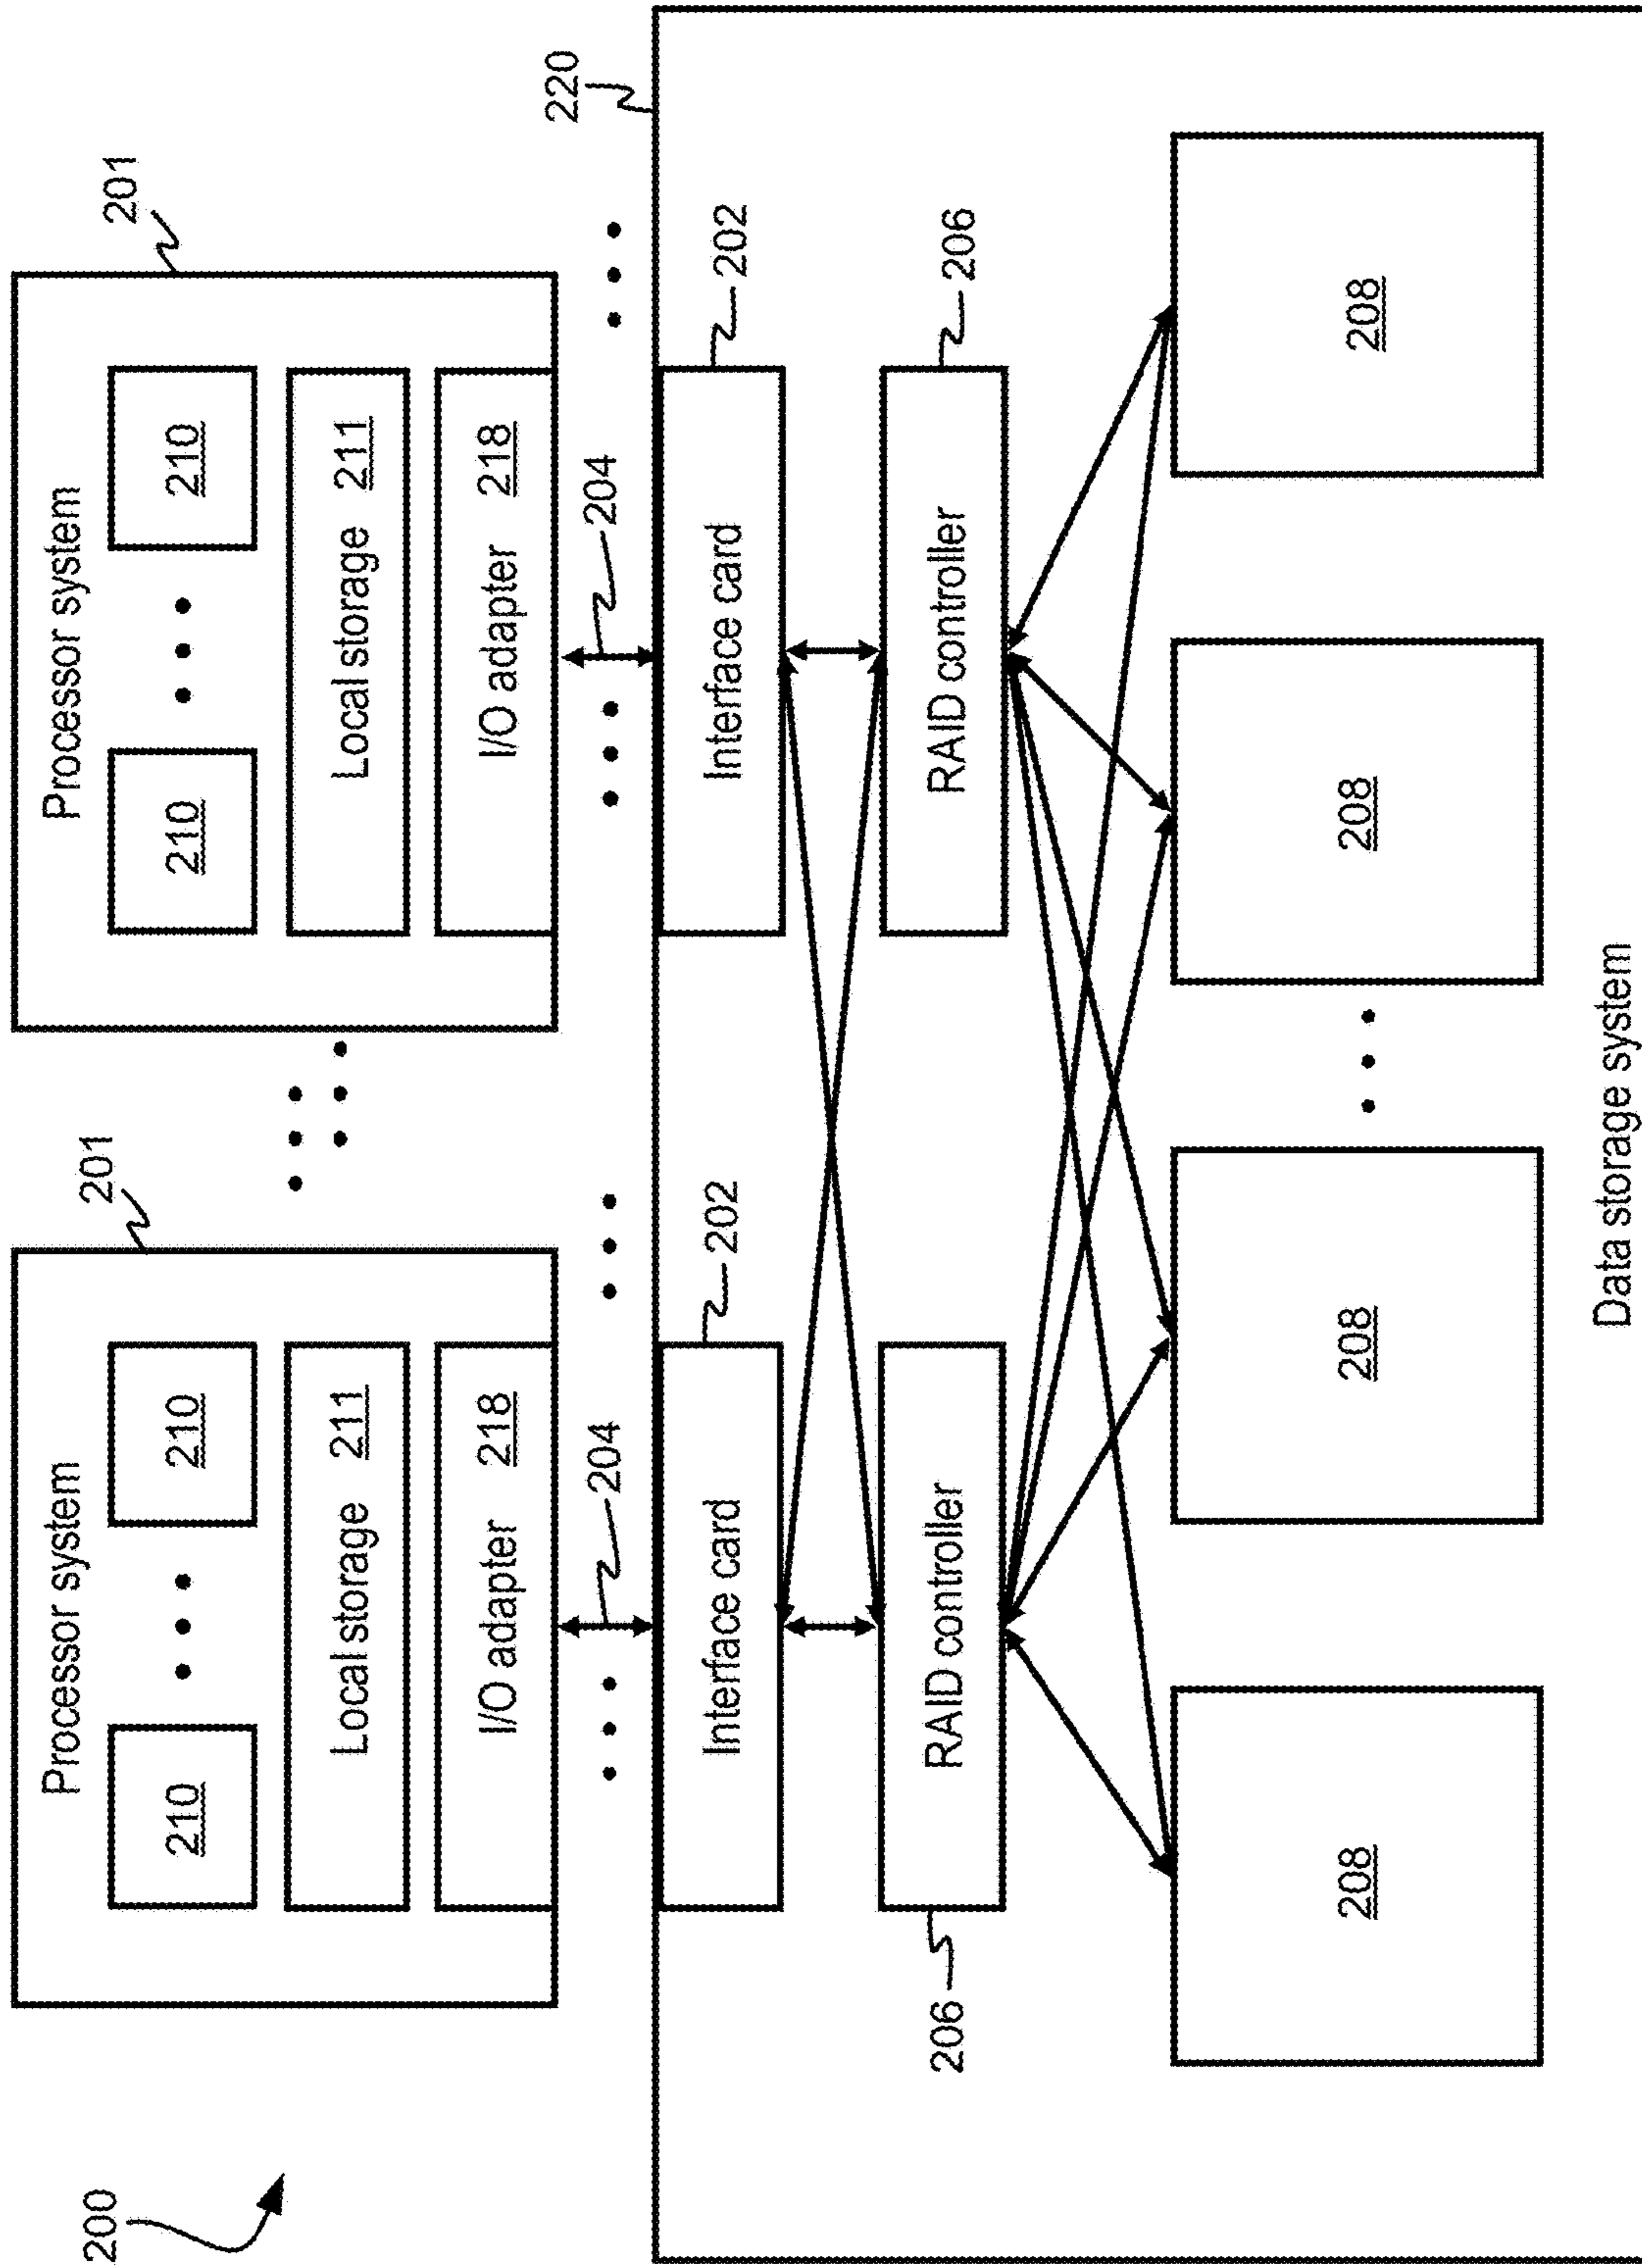 200
201
201
Processor system
Processor system
210
210
210
210
Local storage 211
Local storage 211
I/O adapter 218
I/O adapter 218
204
204
220
Interface card
202
Interface card
202
206
RAID controller
RAID controller
206
208
208
208
208
Data storage system